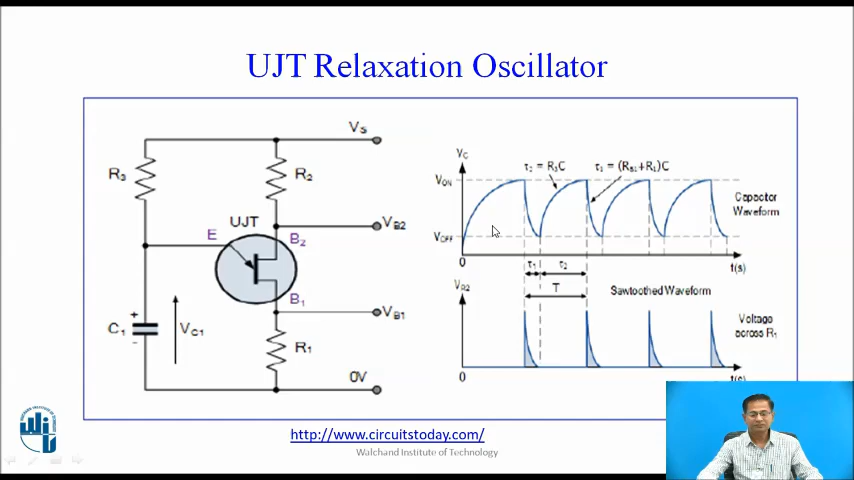 UJT Relaxation Oscillator
VS
R3
R2
UJT
E
B2
VB2
B1
VB1
C1
+
-
VC1
R1
0V
VC
τ2 = R3C
τ1 = (RB1+R1)C
VON
VOFF
0
t(s)
Capacitor
Waveform
τ1
τ2
T
Sawtoothed Waveform
VR2
Voltage
across R1
0
http://www.circuitstoday.com/
Walchand Institute of Technology